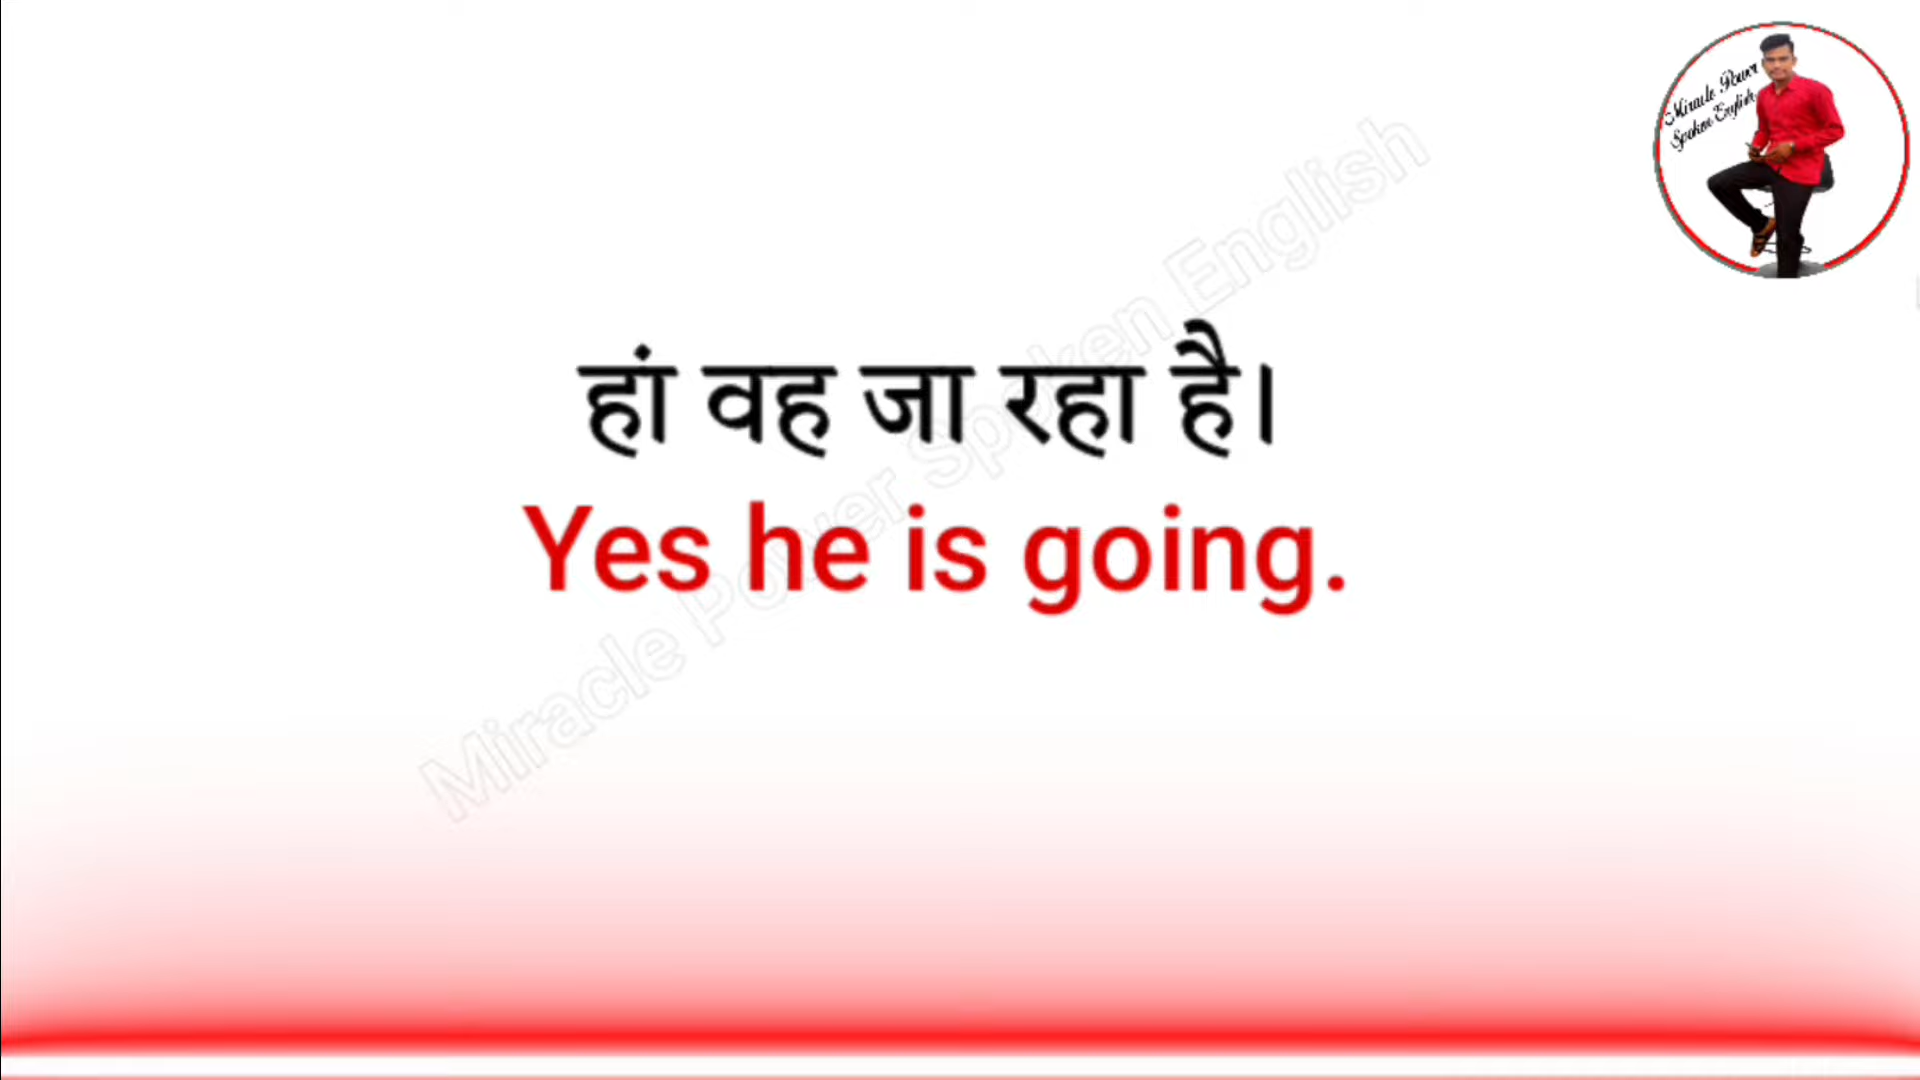 Miracle Power
Spoken English
हां वह जा रहा है।
Yes he is going.
Miracle Power Spoken English